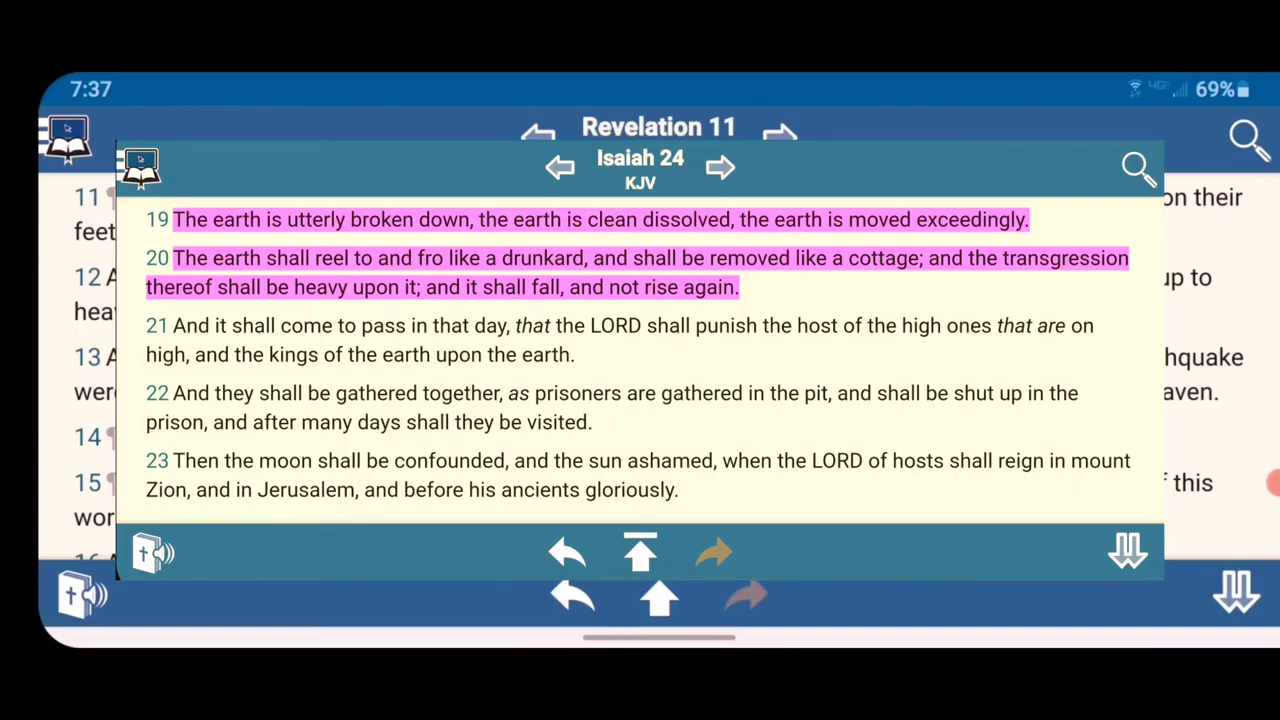 7:37
69%
Revelation 11
Isaiah 24
KJV
11 on their
feet
12 A up to
hea
13 A hquake
wer aven.
14
15 f this
wor
19 The earth is utterly broken down, the earth is clean dissolved, the earth is moved exceedingly.
20 The earth shall reel to and fro like a drunkard, and shall be removed like a cottage; and the transgression
thereof shall be heavy upon it; and it shall fall, and not rise again.
21 And it shall come to pass in that day, that the LORD shall punish the host of the high ones that are on
high, and the kings of the earth upon the earth.
22 And they shall be gathered together, as prisoners are gathered in the pit, and shall be shut up in the
prison, and after many days shall they be visited.
23 Then the moon shall be confounded, and the sun ashamed, when the LORD of hosts shall reign in mount
Zion, and in Jerusalem, and before his ancients gloriously.